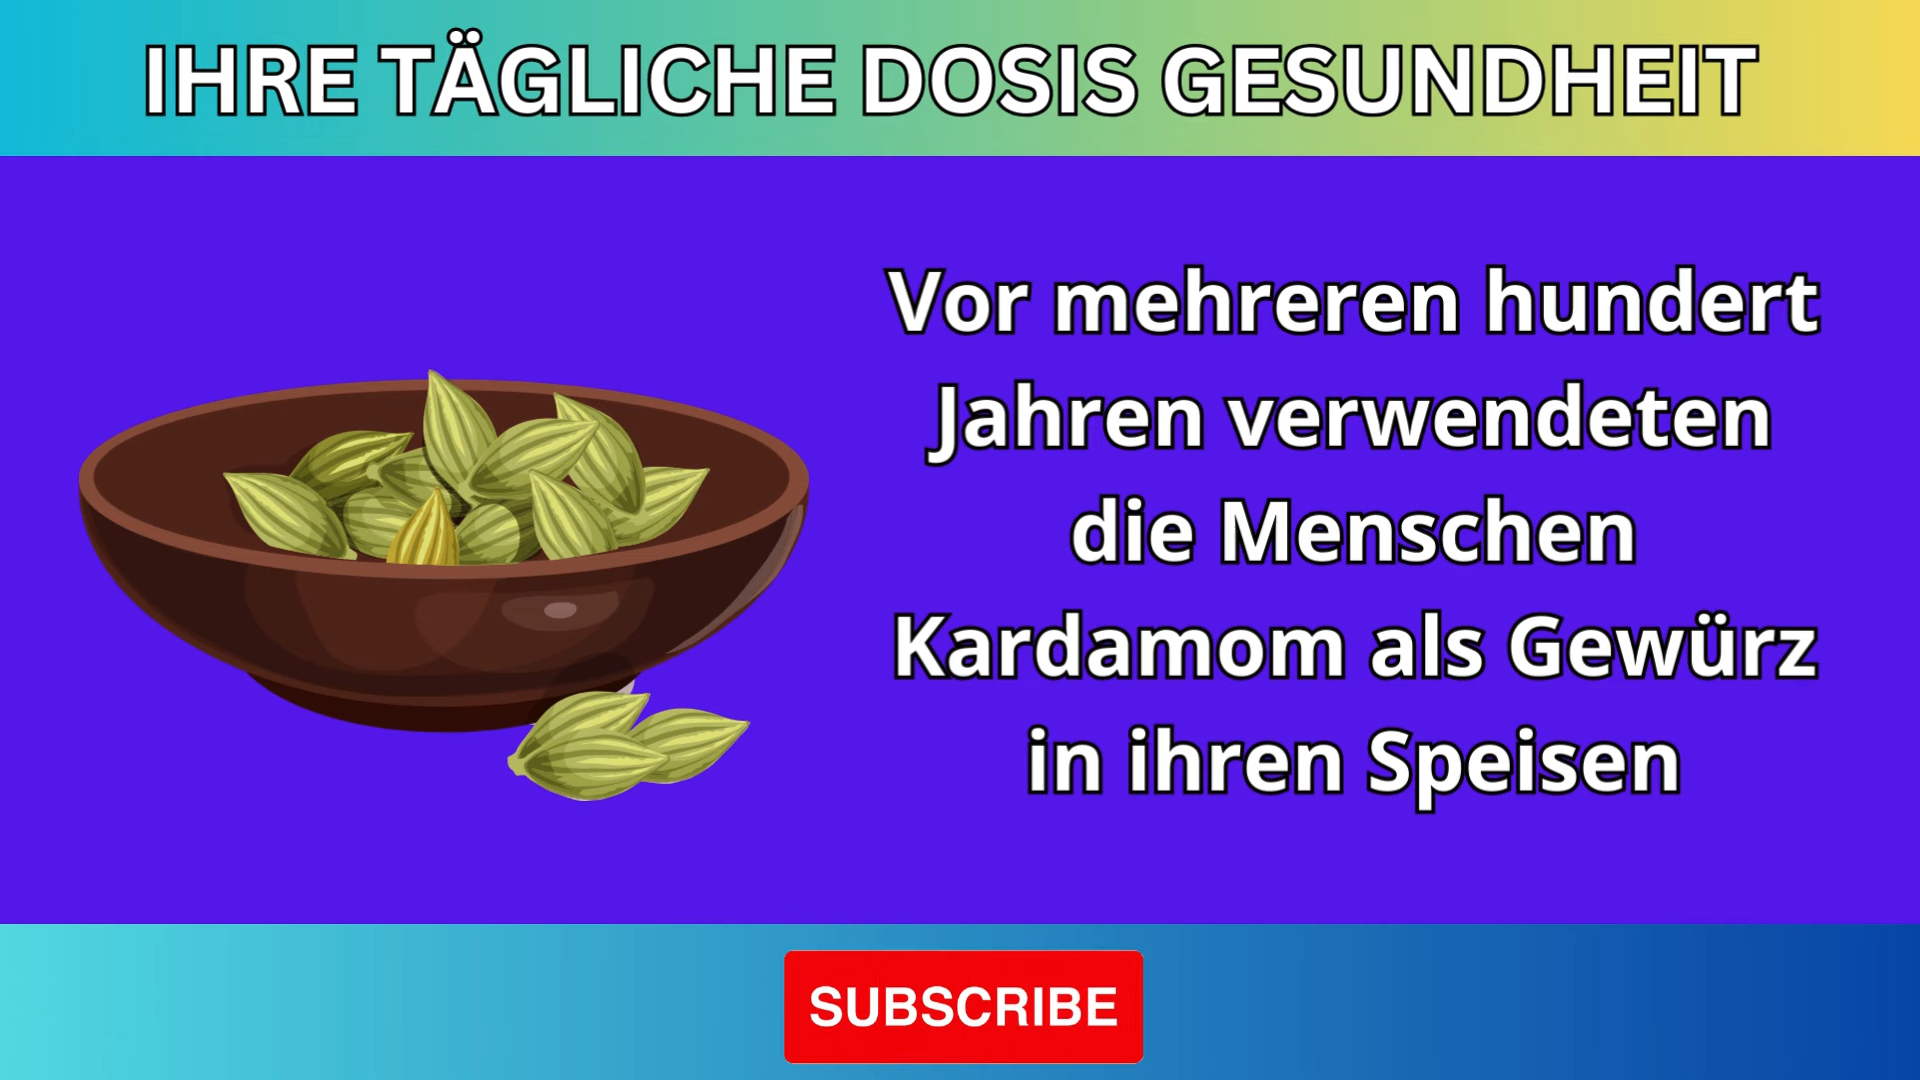 IHRE TÄGLICHE DOSIS GESUNDHEIT
Vor mehreren hundert
Jahren verwendeten
die Menschen
Kardamom als Gewürz
in ihren Speisen
SUBSCRIBE